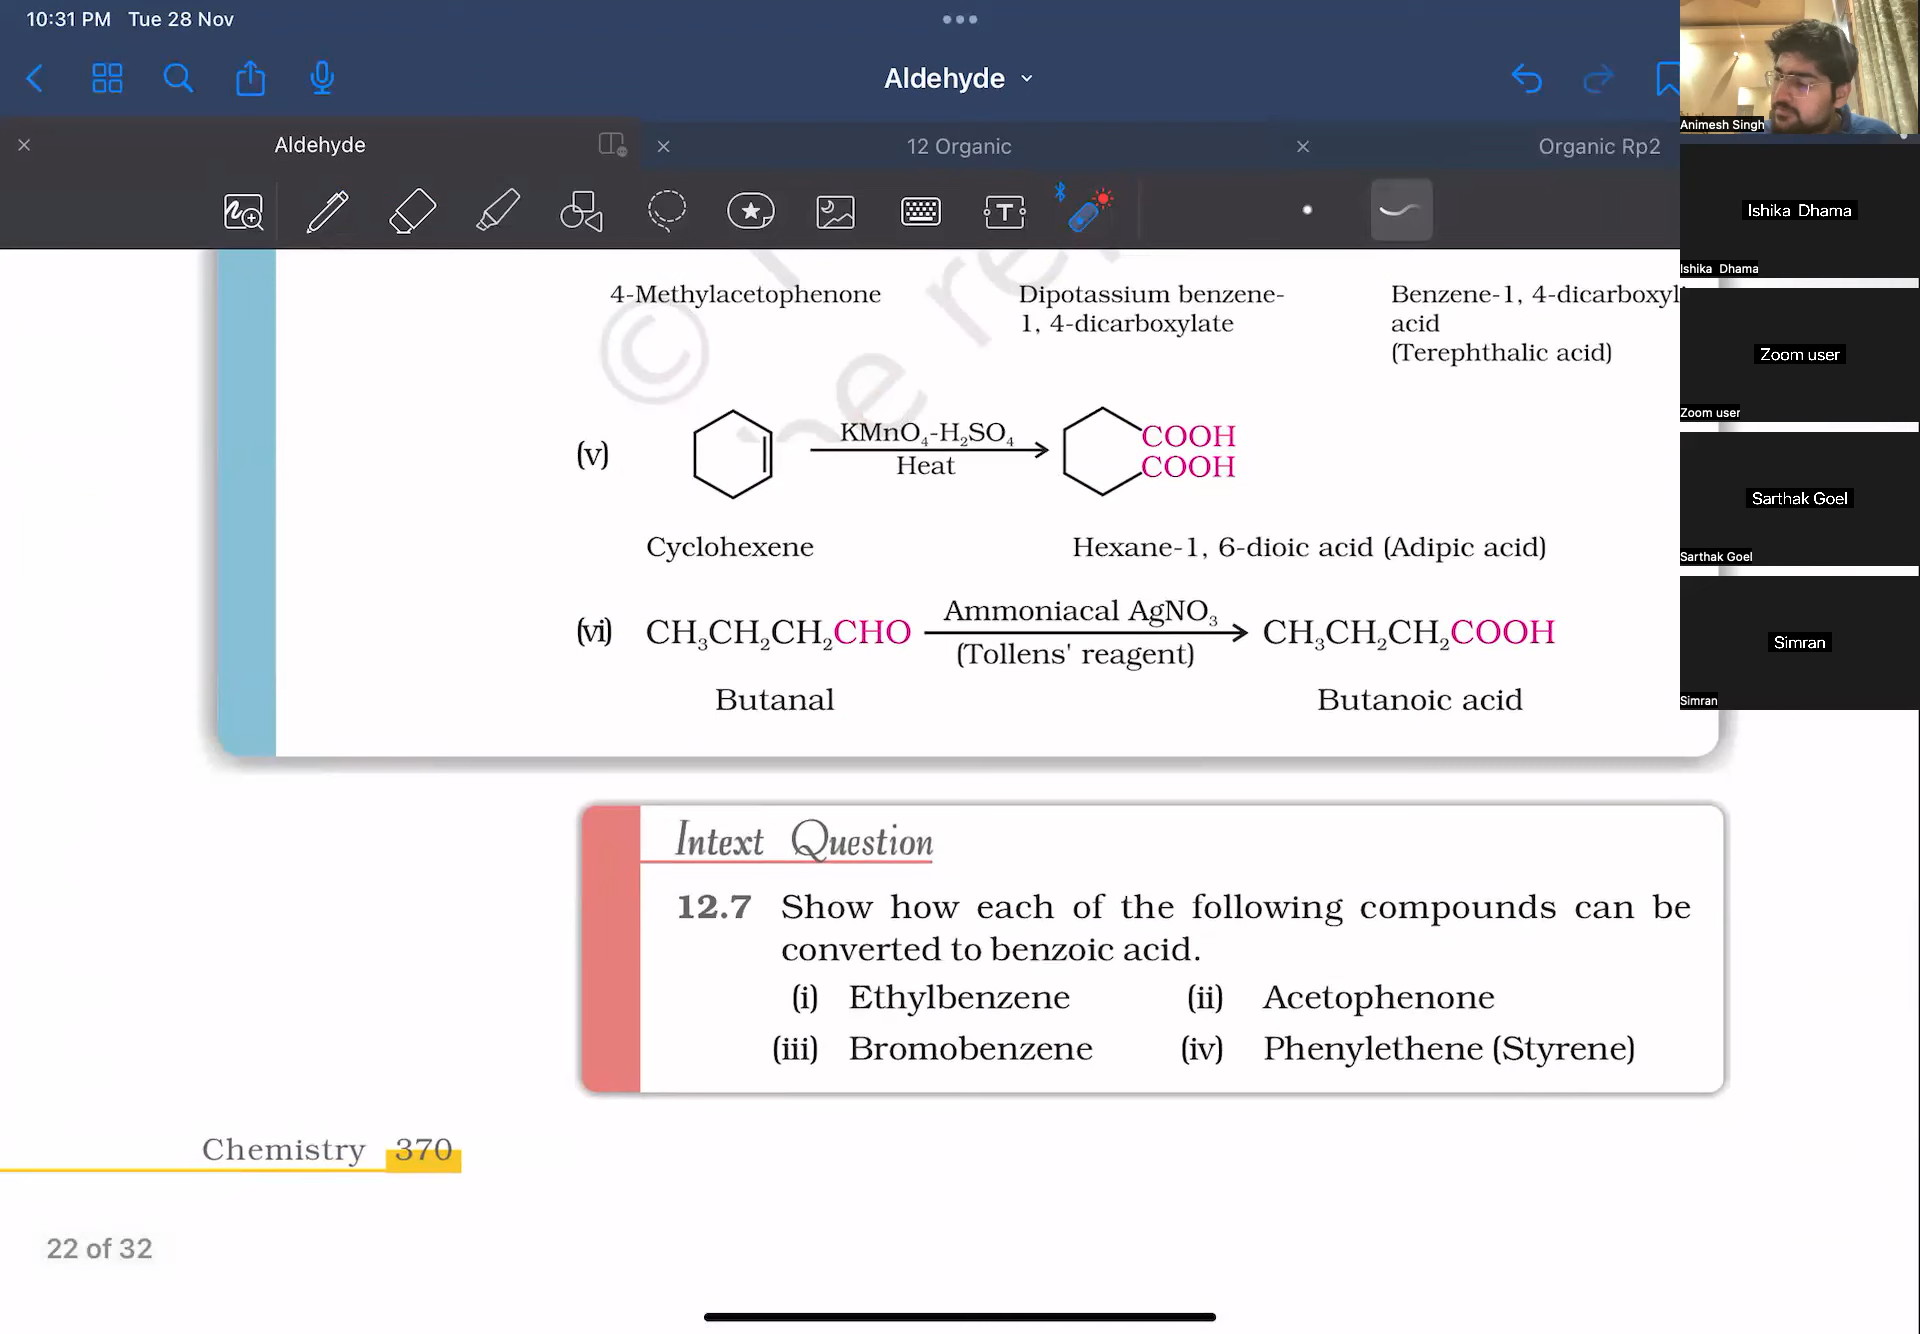 10:31 PM Tue 28 Nov
Aldehyde
Aldehyde
12 Organic
Organic Rp2
T
4-Methylacetophenone
Dipotassium benzene-
1, 4-dicarboxylate
Benzene-1, 4-dicarboxyl
acid
(Terephthalic acid)
©
he re
(v)
KMnO₄-H₂SO₄
Heat
COOH
COOH
Cyclohexene
Hexane-1, 6-dioic acid (Adipic acid)
(vi) CH₃CH₂CH₂CHO
Ammoniacal AgNO₃
(Tollens' reagent)
CH₃CH₂CH₂COOH
Butanal
Butanoic acid
Intext Question
12.7 Show how each of the following compounds can be
converted to benzoic acid.
(i) Ethylbenzene (ii) Acetophenone
(iii) Bromobenzene (iv) Phenylethene (Styrene)
Chemistry 370
22 of 32
Animesh Singh
Ishika Dhama
Ishika Dhama
Zoom user
Zoom user
Sarthak Goel
Sarthak Goel
Simran
Simran